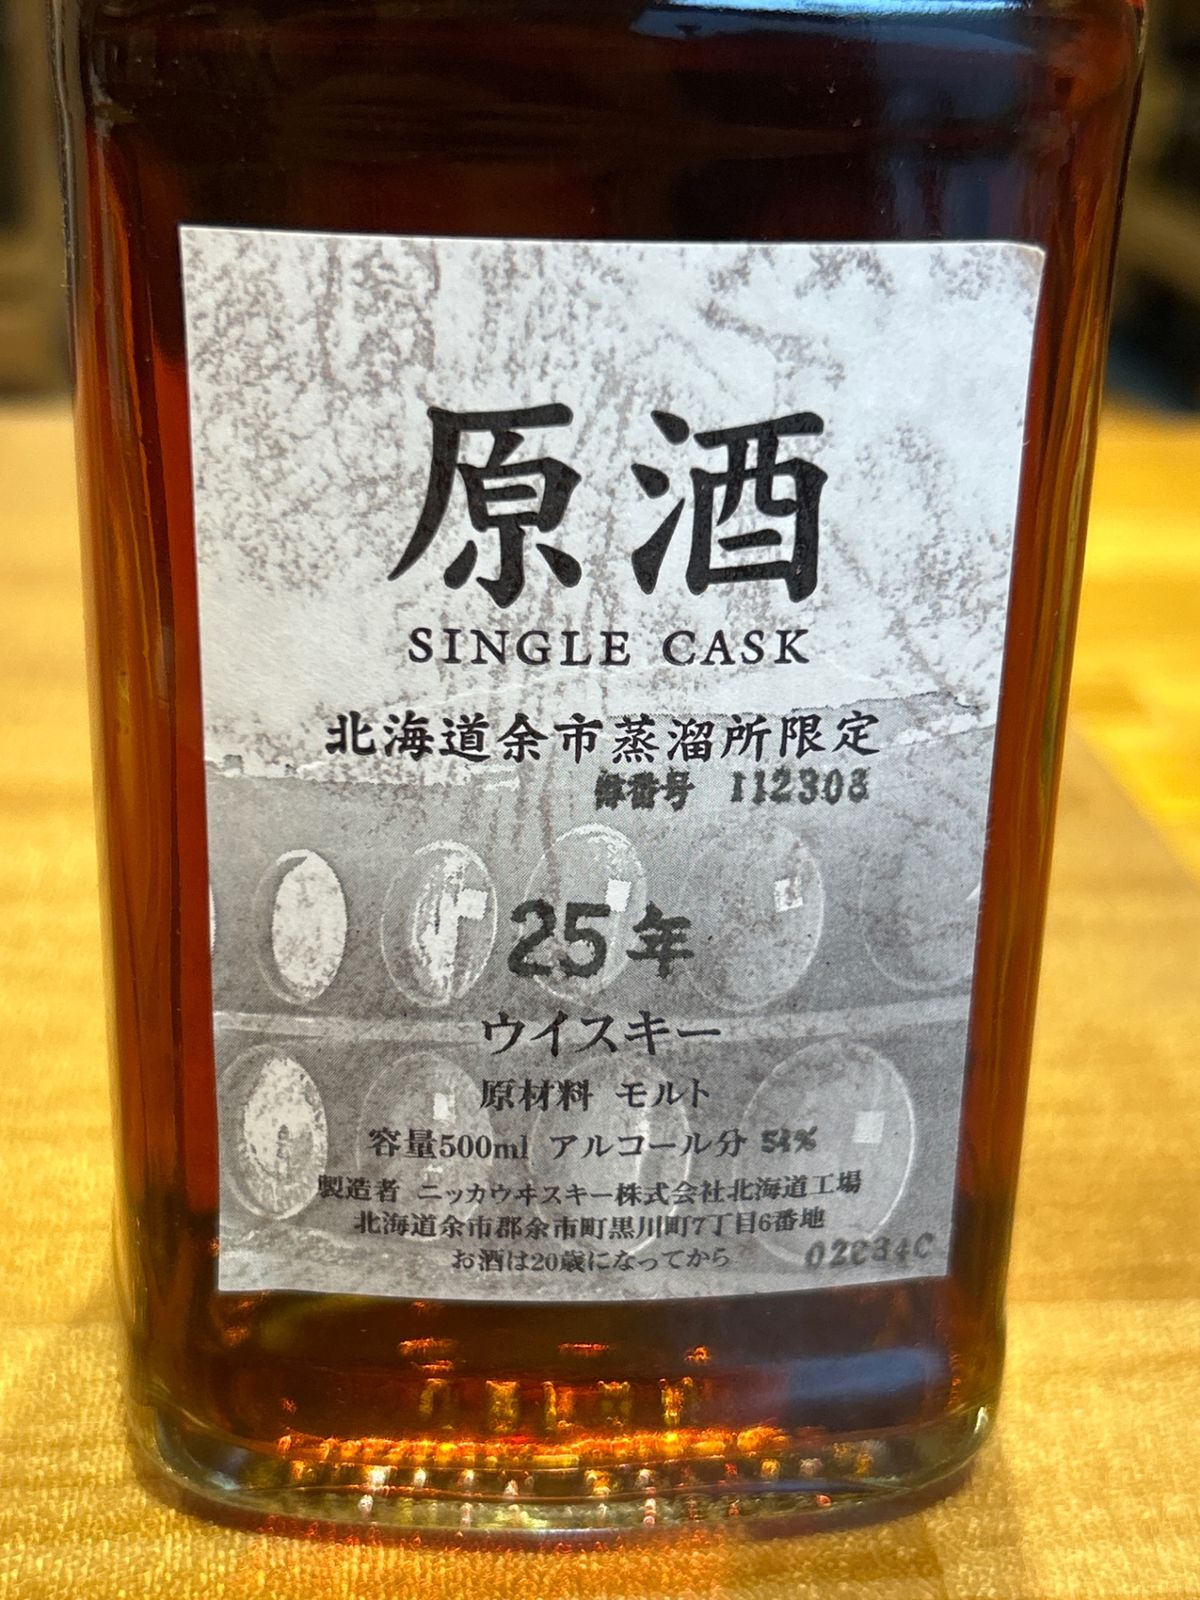 原酒
SINGLE CASK
北海道余市蒸溜所限定
樽番号 112308
25年
ウイスキー
原材料 モルト
容量500ml アルコール分 54%
製造者 ニッカウヰスキー株式会社北海道工場
北海道余市郡余市町黒川町7丁目6番地
お酒は20歳になってから